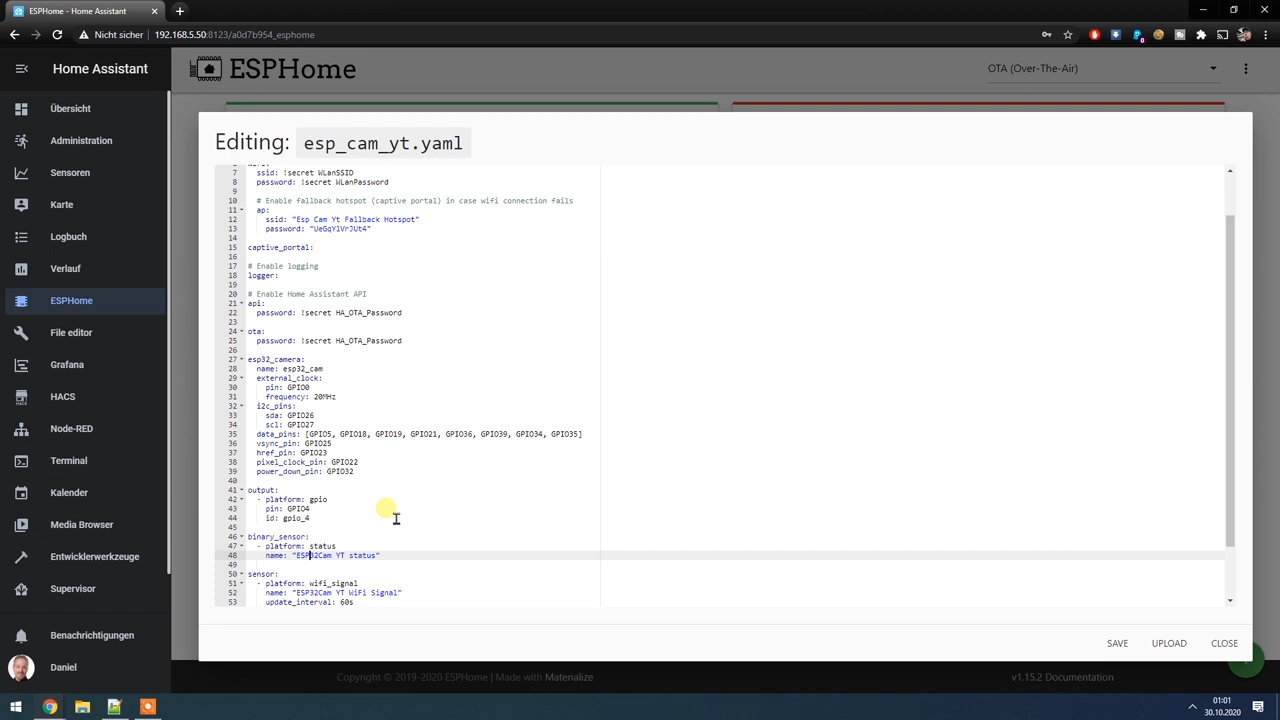 ESPHome - Home Assistant
Nicht sicher
192.168.5.50:8123/a0d7b954_esphome
Home Assistant
ESPHome
OTA (Over-The-Air)
Übersicht
Administration
Sensoren
Karte
Logbuch
Verlauf
ESPHome
File editor
Grafana
HACS
Node-RED
Terminal
Kalender
Media Browser
Entwicklerwerkzeuge
Supervisor
Benachrichtigungen
Daniel
Editing: esp_cam_yt.yaml
7 ssid: !secret WLanSSID
8 password: !secret WLanPassword
9
10 # Enable fallback hotspot (captive portal) in case wifi connection fails
11 ap:
12 ssid: "Esp Cam Yt Fallback Hotspot"
13 password: "UeGqYlVrJUt4"
14
15 captive_portal:
16
17 # Enable logging
18 logger:
19
20 # Enable Home Assistant API
21 api:
22 password: !secret HA_OTA_Password
23
24 ota:
25 password: !secret HA_OTA_Password
26
27 esp32_camera:
28 name: esp32_cam
29 external_clock:
30 pin: GPIO0
31 frequency: 20MHz
32 i2c_pins:
33 sda: GPIO26
34 scl: GPIO27
35 data_pins: [GPIO5, GPIO18, GPIO19, GPIO21, GPIO36, GPIO39, GPIO34, GPIO35]
36 vsync_pin: GPIO25
37 href_pin: GPIO23
38 pixel_clock_pin: GPIO22
39 power_down_pin: GPIO32
40
41 output:
42 - platform: gpio
43 pin: GPIO4
44 id: gpio_4
45
46 binary_sensor:
47 - platform: status
48 name: "ESP32Cam YT status"
49
50 sensor:
51 - platform: wifi_signal
52 name: "ESP32Cam YT WiFi Signal"
53 update_interval: 60s
SAVE
UPLOAD
CLOSE
Copyright © 2019-2020 ESPHome | Made with Materialize
v1.15.2 Documentation
01:01
30.10.2020